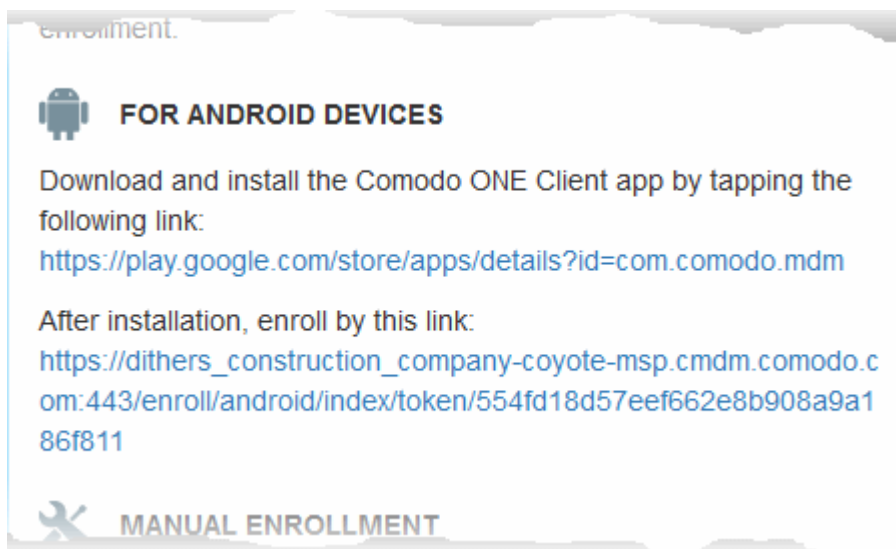 enrollment.
FOR ANDROID DEVICES
Download and install the Comodo ONE Client app by tapping the
following link:
https://play.google.com/store/apps/details?id=com.comodo.mdm
After installation, enroll by this link:
https://dithers_construction_company-coyote-msp.cmdm.comodo.c
om:443/enroll/android/index/token/554fd18d57eef662e8b908a9a1
86f811
MANUAL ENROLLMENT